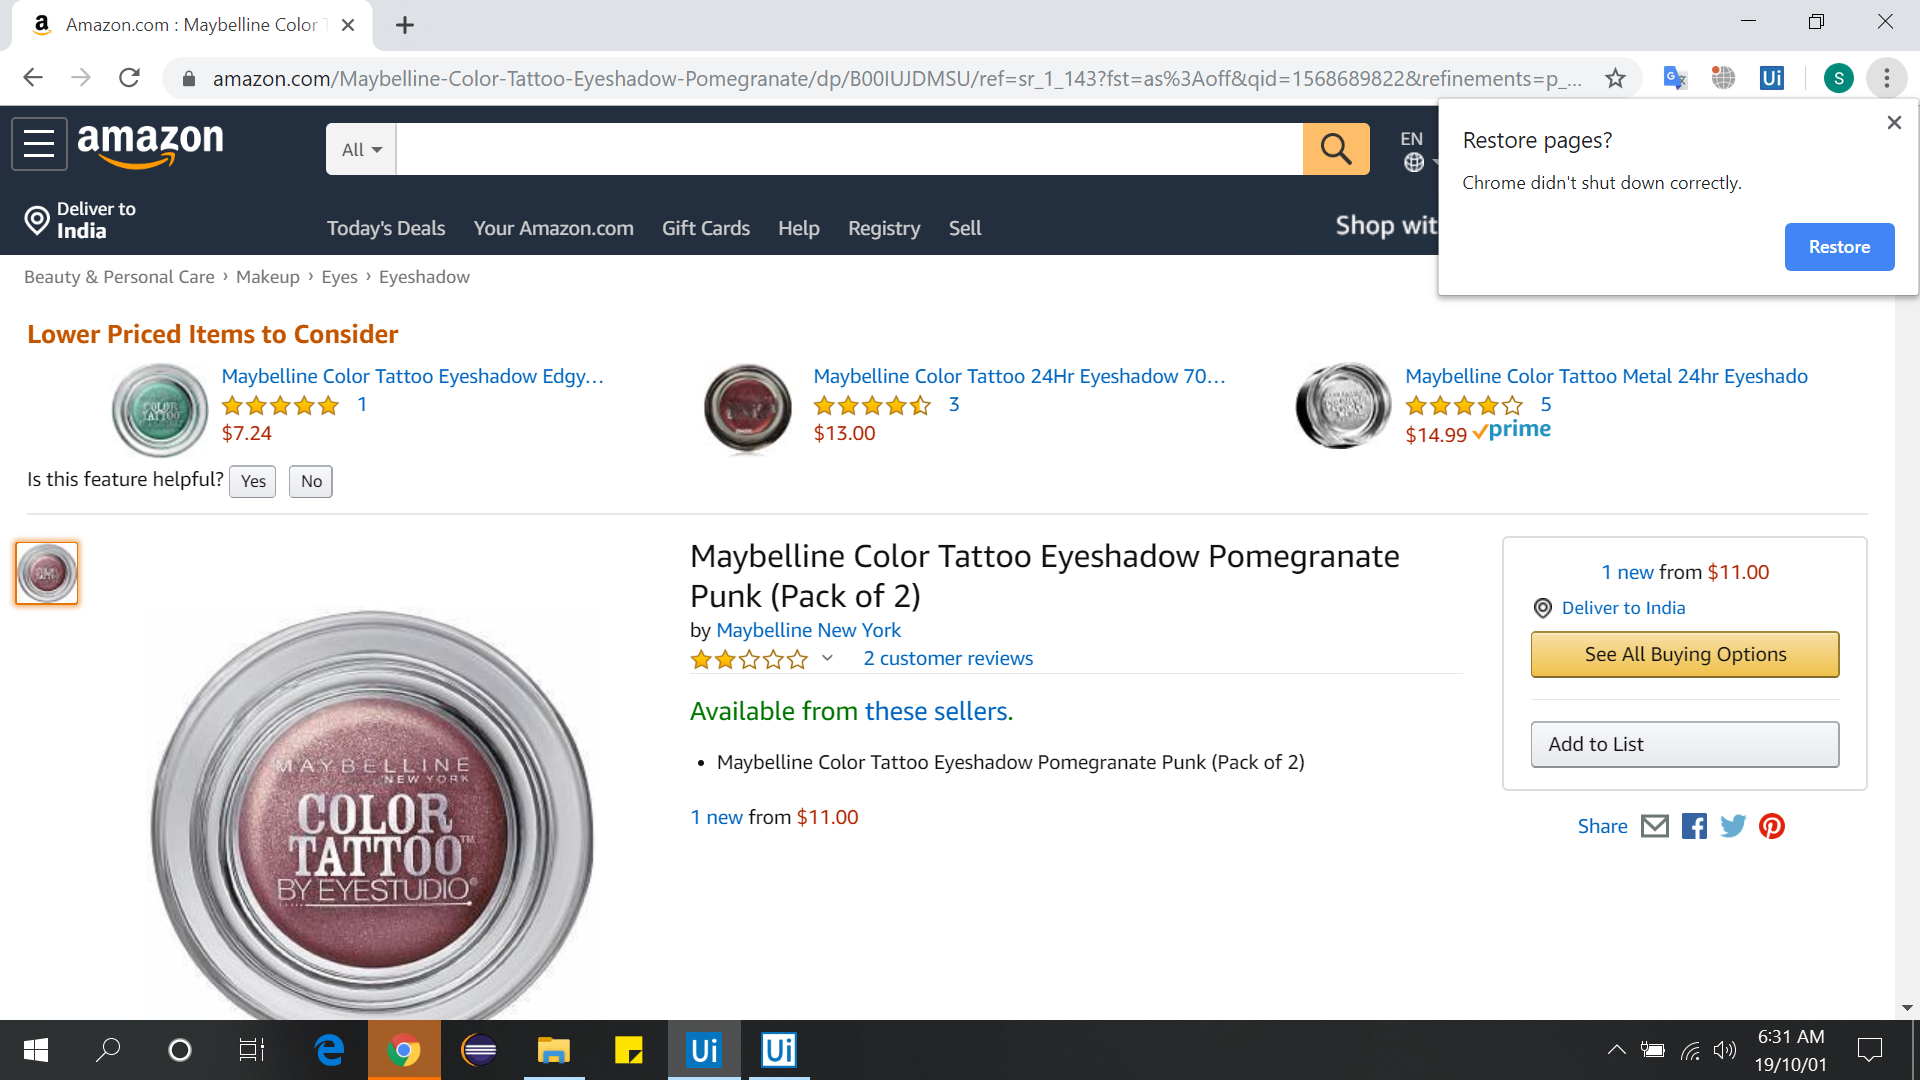 Amazon.com : Maybelline Color T
amazon.com/Maybelline-Color-Tattoo-Eyeshadow-Pomegranate/dp/B00IUJDMSU/ref=sr_1_143?fst=as%3Aoff&qid=1568689822&refinements=p_...
Ui
S
Restore pages?
Chrome didn't shut down correctly.
Restore
amazon
All
EN
Deliver to
India
Today's Deals
Your Amazon.com
Gift Cards
Help
Registry
Sell
Shop wit
Beauty & Personal Care › Makeup › Eyes › Eyeshadow
Lower Priced Items to Consider
Maybelline Color Tattoo Eyeshadow Edgy…
1
$7.24
Maybelline Color Tattoo 24Hr Eyeshadow 70…
3
$13.00
Maybelline Color Tattoo Metal 24hr Eyeshado
5
$14.99 prime
Is this feature helpful? Yes No
Maybelline Color Tattoo Eyeshadow Pomegranate
Punk (Pack of 2)
by Maybelline New York
2 customer reviews
Available from these sellers.
• Maybelline Color Tattoo Eyeshadow Pomegranate Punk (Pack of 2)
1 new from $11.00
1 new from $11.00
Deliver to India
See All Buying Options
Add to List
Share
MAYBELLINE
NEW YORK
COLOR
TATTOO™
BY EYESTUDIO®
Ui
Ui
6:31 AM
19/10/01